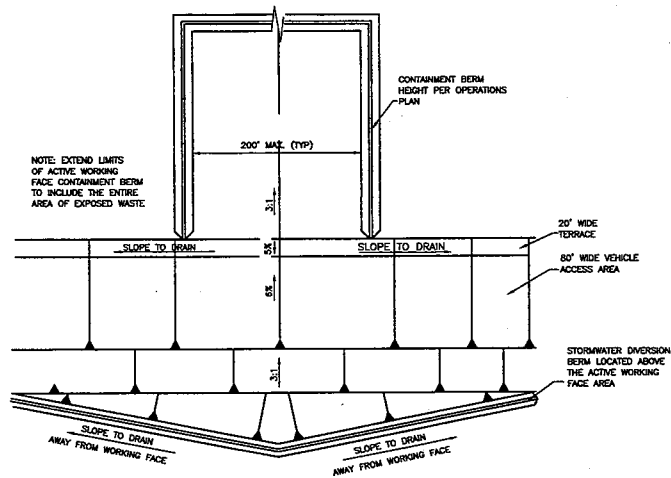 CONTAINMENT BERM
HEIGHT PER OPERATIONS
PLAN
200' MAX. (TYP)
NOTE: EXTEND LIMITS
OF ACTIVE WORKING
FACE CONTAINMENT BERM
TO INCLUDE THE ENTIRE
AREA OF EXPOSED WASTE
3:1
20' WIDE
TERRACE
SLOPE TO DRAIN
5%
SLOPE TO DRAIN
80' WIDE VEHICLE
ACCESS AREA
6%
STORMWATER DIVERSION
BERM LOCATED ABOVE
THE ACTIVE WORKING
FACE AREA
3:1
SLOPE TO DRAIN
AWAY FROM WORKING FACE
SLOPE TO DRAIN
AWAY FROM WORKING FACE